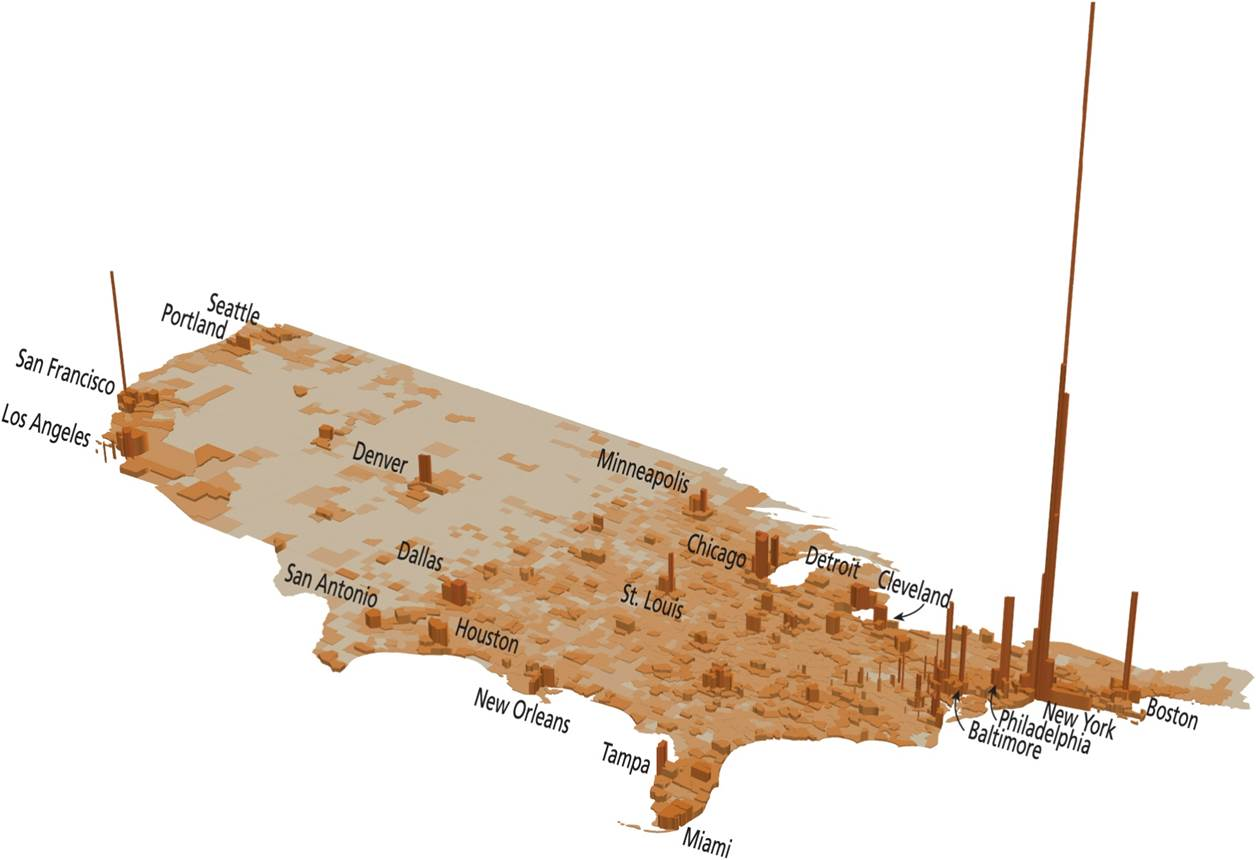 Seattle
Portland
San Francisco
Los Angeles
Denver
Minneapolis
Chicago
Detroit
Cleveland
Dallas
San Antonio
St. Louis
Houston
New Orleans
Tampa
Miami
New York
Boston
Philadelphia
Baltimore